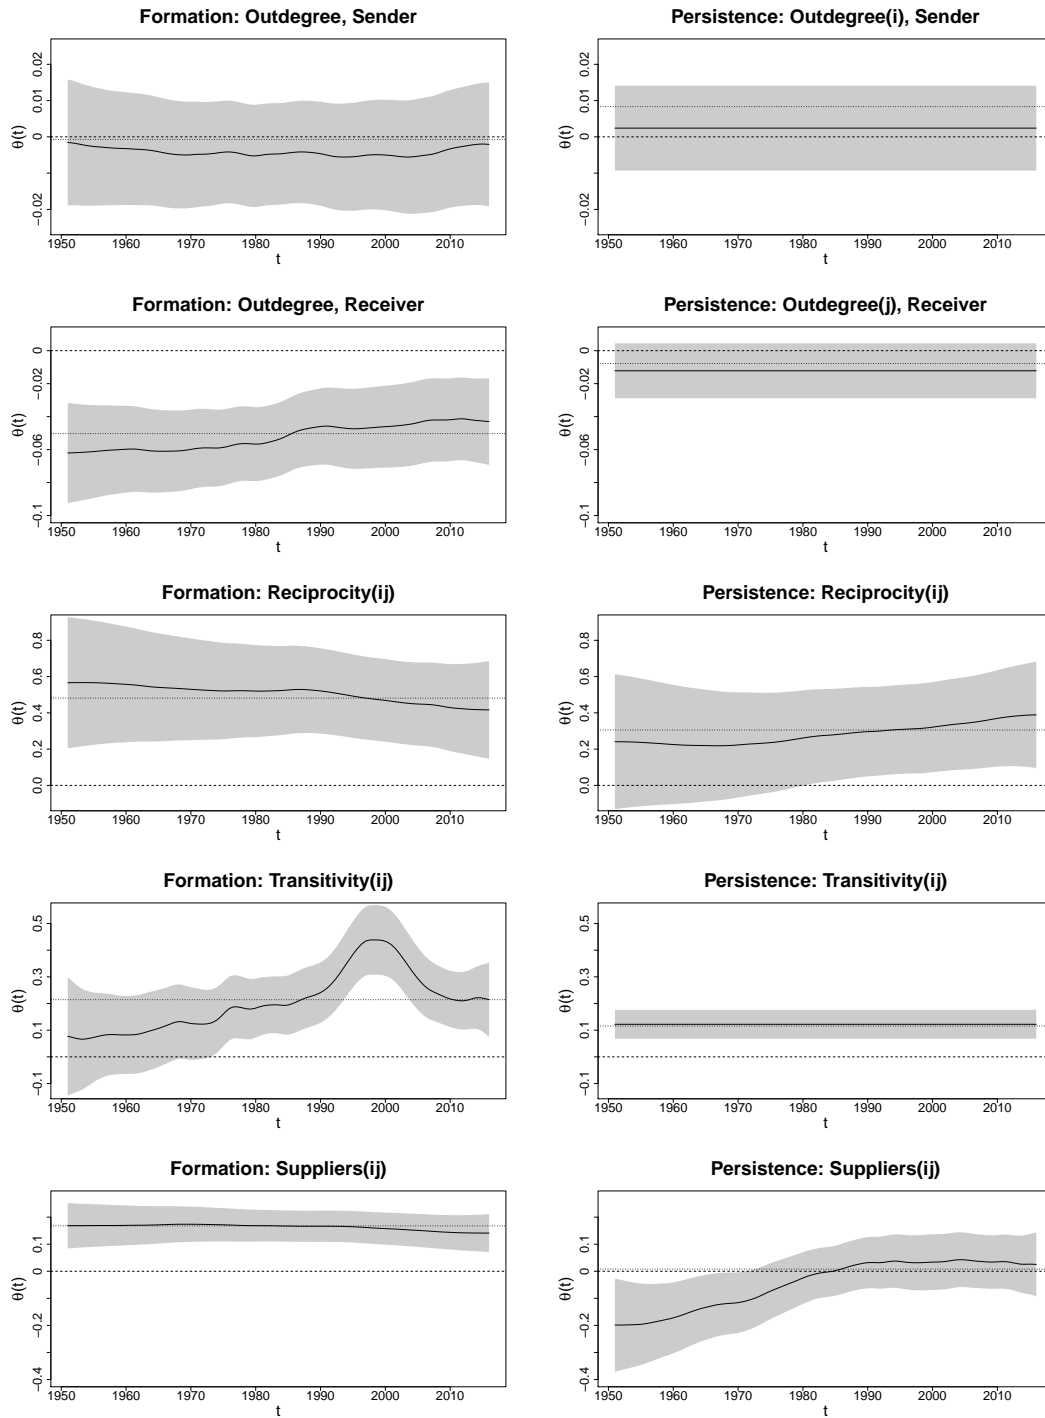 Formation: Outdegree, Sender
0.02
0.01
0
−0.02
θ(t)
1950 1960 1970 1980 1990 2000 2010
t
Persistence: Outdegree(i), Sender
0.02
0.01
0
−0.02
θ(t)
1950 1960 1970 1980 1990 2000 2010
t
Formation: Outdegree, Receiver
0
−0.02
−0.06
−0.1
θ(t)
1950 1960 1970 1980 1990 2000 2010
t
Persistence: Outdegree(j), Receiver
0
−0.02
−0.06
−0.1
θ(t)
1950 1960 1970 1980 1990 2000 2010
t
Formation: Reciprocity(ij)
0.8
0.6
0.4
0.2
0.0
θ(t)
1950 1960 1970 1980 1990 2000 2010
t
Persistence: Reciprocity(ij)
0.8
0.6
0.4
0.2
0.0
θ(t)
1950 1960 1970 1980 1990 2000 2010
t
Formation: Transitivity(ij)
0.5
0.3
0.1
−0.1
θ(t)
1950 1960 1970 1980 1990 2000 2010
t
Persistence: Transitivity(ij)
0.5
0.3
0.1
−0.1
θ(t)
1950 1960 1970 1980 1990 2000 2010
t
Formation: Suppliers(ij)
0.1
0
−0.2
−0.4
θ(t)
1950 1960 1970 1980 1990 2000 2010
t
Persistence: Suppliers(ij)
0.1
0
−0.2
−0.4
θ(t)
1950 1960 1970 1980 1990 2000 2010
t